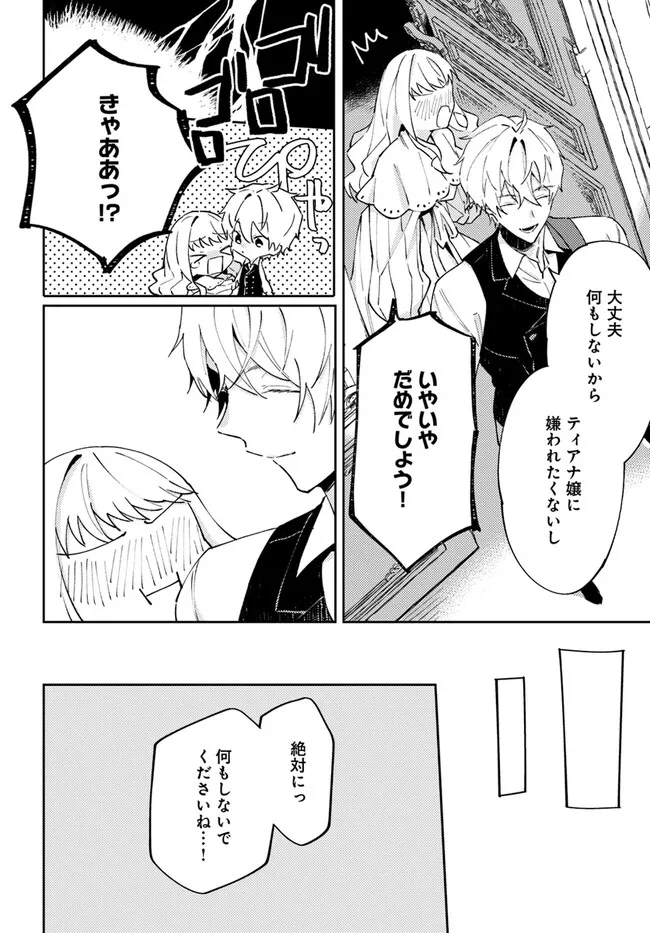 大丈夫
何もしないから
ティアナ嬢に
嫌われたくないし
いやいや
だめでしょう!
ゴロゴロ
きゃああっ!?
ぴゃっ
絶対にっ
何もしないで
くださいね…!